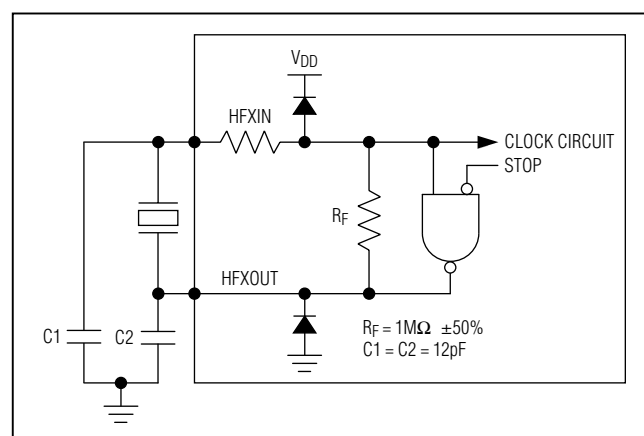 VDD
HFXIN
CLOCK CIRCUIT
STOP
RF
HFXOUT
C1
C2
RF = 1MΩ ±50%
C1 = C2 = 12pF